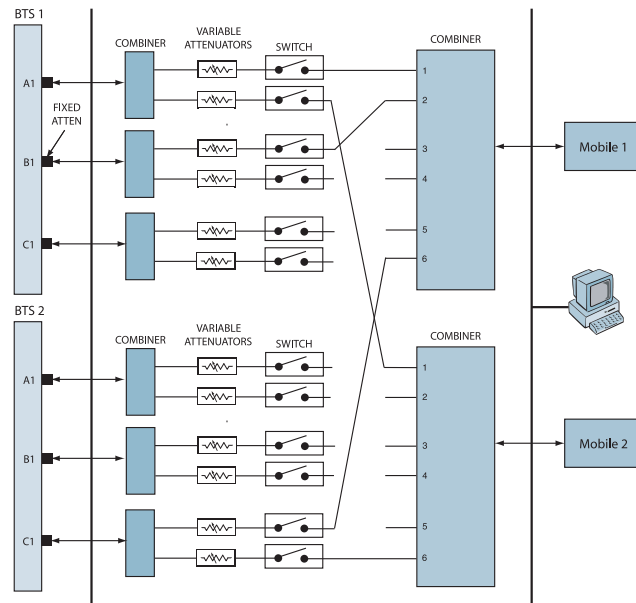 BTS 1
COMBINER
VARIABLE
ATTENUATORS
SWITCH
COMBINER
A1
FIXED
ATTEN
B1
C1
1
2
3
4
5
6
Mobile 1
BTS 2
COMBINER
VARIABLE
ATTENUATORS
SWITCH
COMBINER
A1
B1
C1
1
2
3
4
5
6
Mobile 2